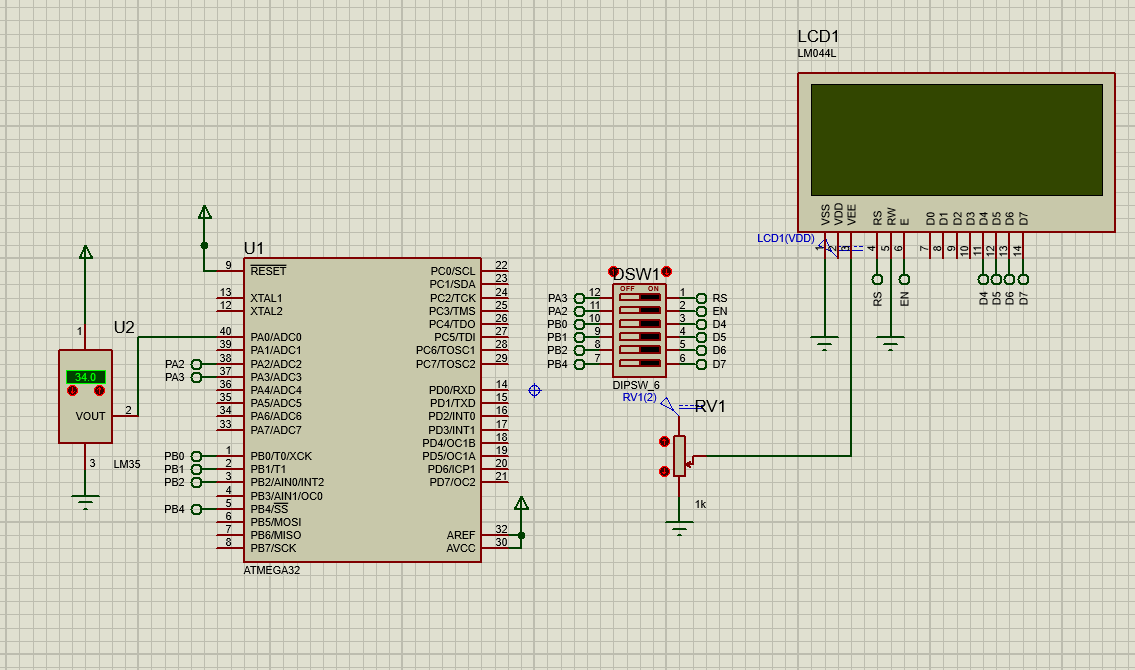 LCD1
LM044L
VSS
VDD
VEE
RS
RW
E
D0
D1
D2
D3
D4
D5
D6
D7
LCD1(VDD)
1
2
3
4
5
6
7
8
9
10
11
12
13
14
RS
EN
D4
D5
D6
D7
U1
9 RESET
13 XTAL1
12 XTAL2
40 PA0/ADC0
39 PA1/ADC1
PA2 38 PA2/ADC2
PA3 37 PA3/ADC3
36 PA4/ADC4
35 PA5/ADC5
34 PA6/ADC6
33 PA7/ADC7
PB0 1 PB0/T0/XCK
PB1 2 PB1/T1
PB2 3 PB2/AIN0/INT2
4 PB3/AIN1/OC0
PB4 5 PB4/SS
6 PB5/MOSI
7 PB6/MISO
8 PB7/SCK
PC0/SCL 22
PC1/SDA 23
PC2/TCK 24
PC3/TMS 25
PC4/TDO 26
PC5/TDI 27
PC6/TOSC1 28
PC7/TOSC2 29
PD0/RXD 14
PD1/TXD 15
PD2/INT0 16
PD3/INT1 17
PD4/OC1B 18
PD5/OC1A 19
PD6/ICP1 20
PD7/OC2 21
AREF 32
AVCC 30
ATMEGA32
U2
1
34.0
VOUT 2
3
LM35
DSW1
OFF ON
PA3 12 1 RS
PA2 11 2 EN
PB0 10 3 D4
PB1 9 4 D5
PB2 8 5 D6
PB4 7 6 D7
DIPSW_6
RV1(2)
RV1
1k